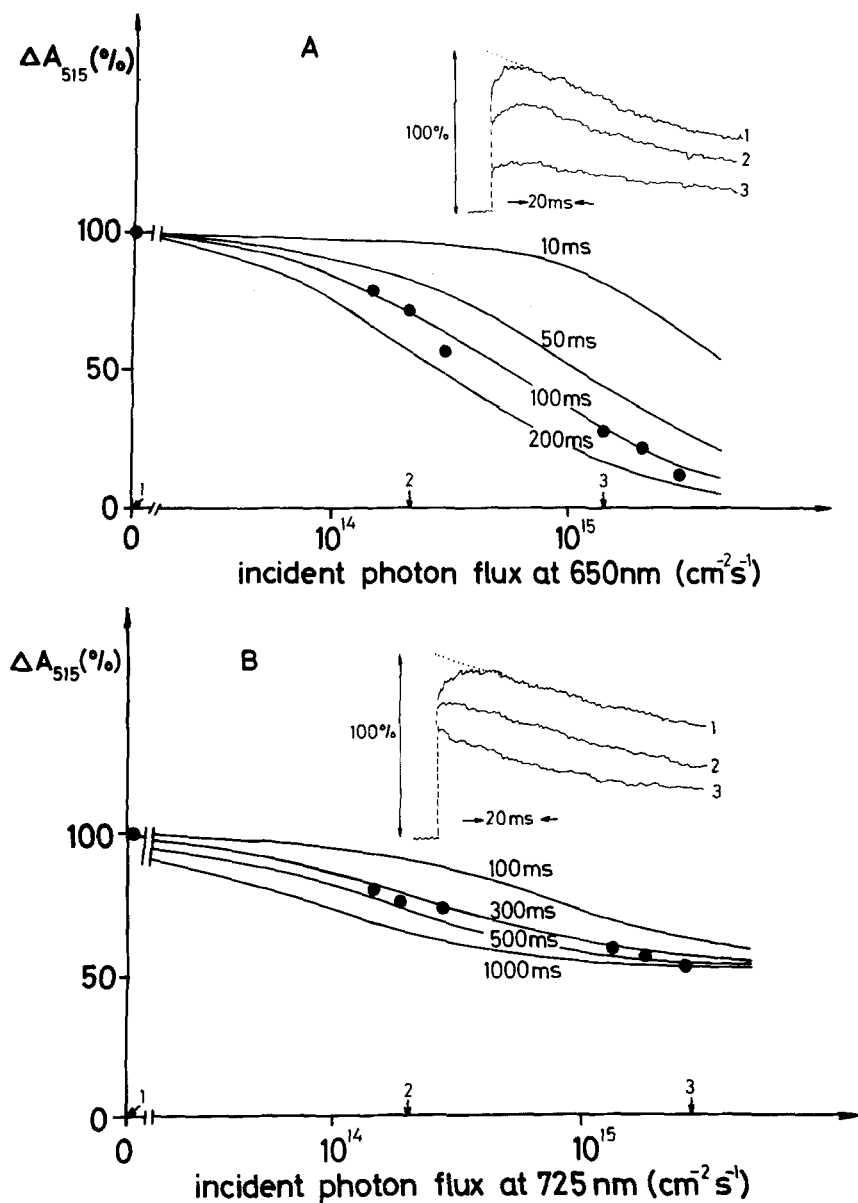 A
ΔA515(%)
100%
1
2
3
→20ms←
100
10ms
50ms
50
100ms
200ms
1
2
3
0
0
10^14
10^15
incident photon flux at 650nm (cm^-2 s^-1)
B
ΔA515(%)
100%
1
2
3
→20ms←
100
100ms
300ms
500ms
50
1000ms
1
2
3
0
0
10^14
10^15
incident photon flux at 725nm (cm^-2 s^-1)